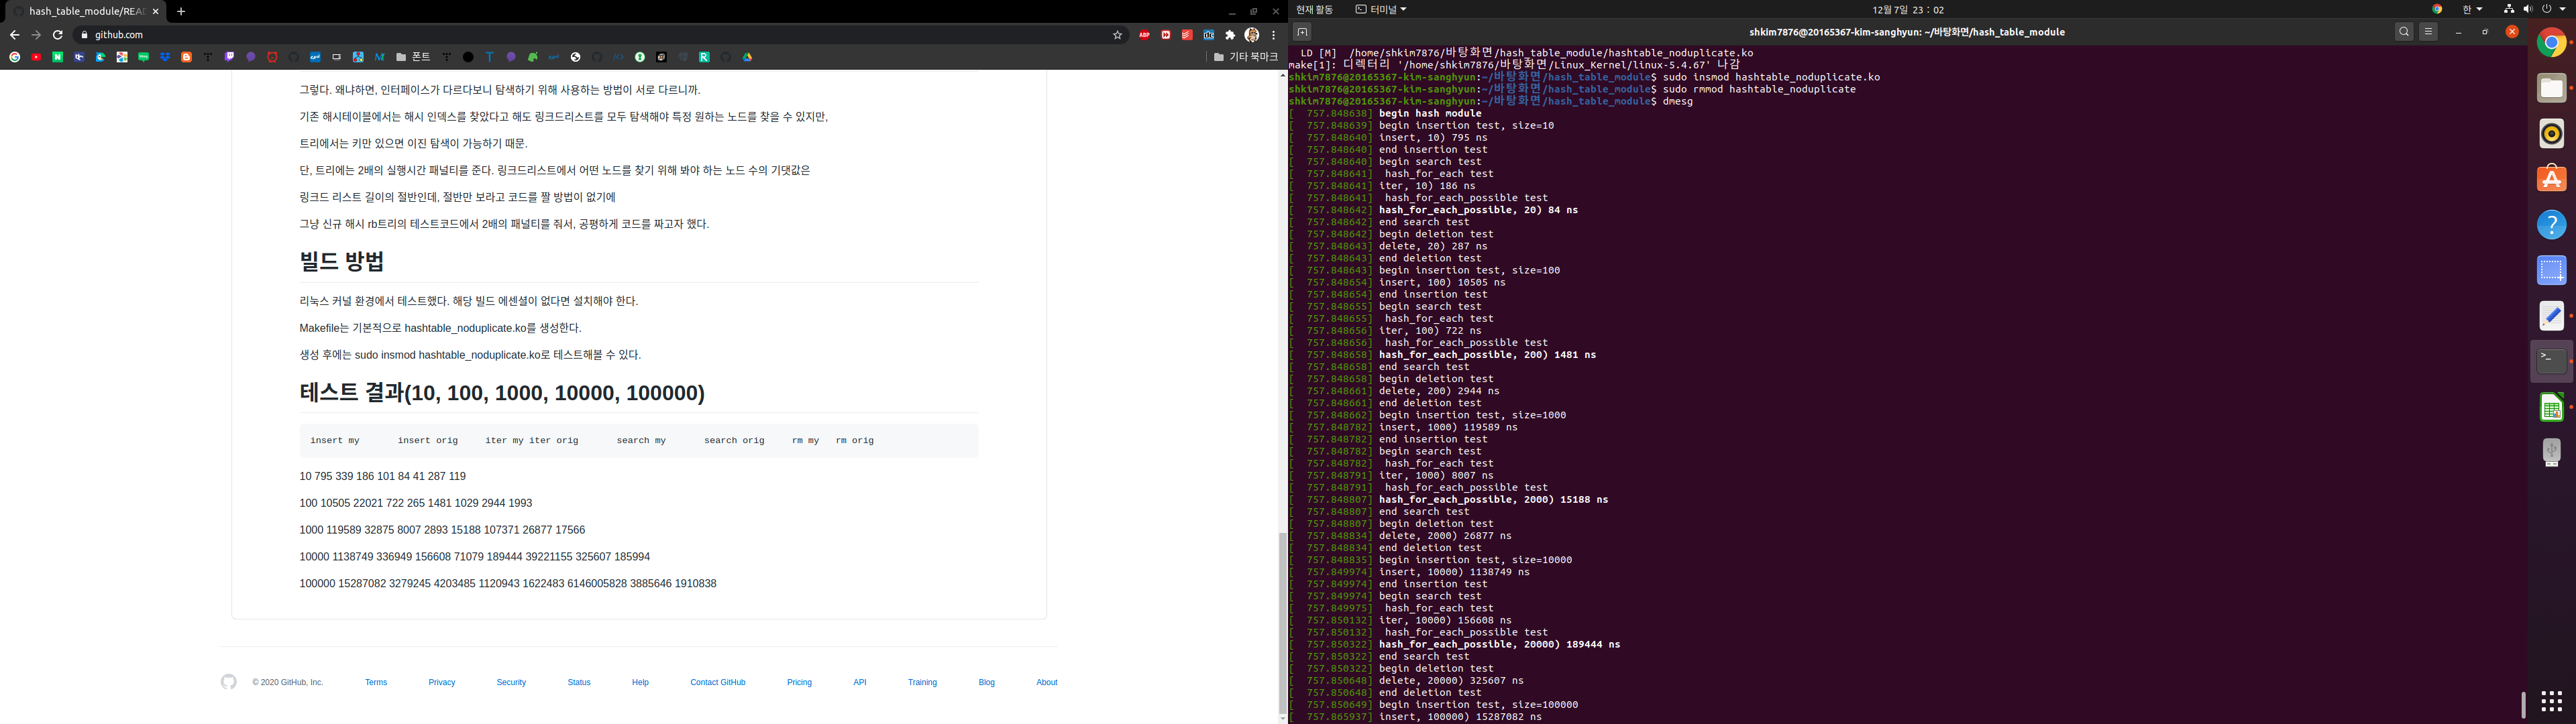 hash_table_module/REA
github.com
폰트
기타 북마크
그렇다. 왜냐하면, 인터페이스가 다르다보니 탐색하기 위해 사용하는 방법이 서로 다르니까.
기존 해시테이블에서는 해시 인덱스를 찾았다고 해도 링크드리스트를 모두 탐색해야 특정 원하는 노드를 찾을 수 있지만,
트리에서는 키만 있으면 이진 탐색이 가능하기 때문.
단, 트리에는 2배의 실행시간 패널티를 준다. 링크드리스트에서 어떤 노드를 찾기 위해 봐야 하는 노드 수의 기댓값은
링크드 리스트 길이의 절반인데, 절반만 보라고 코드를 짤 방법이 없기에
그냥 신규 해시 rb트리의 테스트코드에서 2배의 패널티를 줘서, 공평하게 코드를 짜고자 했다.
빌드 방법
리눅스 커널 환경에서 테스트했다. 해당 빌드 에센셜이 없다면 설치해야 한다.
Makefile는 기본적으로 hashtable_noduplicate.ko를 생성한다.
생성 후에는 sudo insmod hashtable_noduplicate.ko로 테스트해볼 수 있다.
테스트 결과(10, 100, 1000, 10000, 100000)
insert my insert orig iter my iter orig search my search orig rm my rm orig
10 795 339 186 101 84 41 287 119
100 10505 22021 722 265 1481 1029 2944 1993
1000 119589 32875 8007 2893 15188 107371 26877 17566
10000 1138749 336949 156608 71079 189444 39221155 325607 185994
100000 15287082 3279245 4203485 1120943 1622483 6146005828 3885646 1910838
© 2020 GitHub, Inc. Terms Privacy Security Status Help Contact GitHub Pricing API Training Blog About
현재 활동 터미널 12월 7일 23 : 02 한
shkim7876@20165367-kim-sanghyun: ~/바탕화면/hash_table_module
LD [M] /home/shkim7876/바탕화면/hash_table_module/hashtable_noduplicate.ko
make[1]: 디렉터리 '/home/shkim7876/바탕화면/Linux_Kernel/linux-5.4.67' 나감
shkim7876@20165367-kim-sanghyun:~/바탕화면/hash_table_module$ sudo insmod hashtable_noduplicate.ko
shkim7876@20165367-kim-sanghyun:~/바탕화면/hash_table_module$ sudo rmmod hashtable_noduplicate
shkim7876@20165367-kim-sanghyun:~/바탕화면/hash_table_module$ dmesg
[  757.848638] begin hash module
[  757.848639] begin insertion test, size=10
[  757.848640] insert, 10) 795 ns
[  757.848640] end insertion test
[  757.848640] begin search test
[  757.848641]  hash_for_each test
[  757.848641] iter, 10) 186 ns
[  757.848641]  hash_for_each_possible test
[  757.848642] hash_for_each_possible, 20) 84 ns
[  757.848642] end search test
[  757.848642] begin deletion test
[  757.848643] delete, 20) 287 ns
[  757.848643] end deletion test
[  757.848643] begin insertion test, size=100
[  757.848654] insert, 100) 10505 ns
[  757.848654] end insertion test
[  757.848655] begin search test
[  757.848655]  hash_for_each test
[  757.848656] iter, 100) 722 ns
[  757.848656]  hash_for_each_possible test
[  757.848658] hash_for_each_possible, 200) 1481 ns
[  757.848658] end search test
[  757.848658] begin deletion test
[  757.848661] delete, 200) 2944 ns
[  757.848661] end deletion test
[  757.848662] begin insertion test, size=1000
[  757.848782] insert, 1000) 119589 ns
[  757.848782] end insertion test
[  757.848782] begin search test
[  757.848782]  hash_for_each test
[  757.848791] iter, 1000) 8007 ns
[  757.848791]  hash_for_each_possible test
[  757.848807] hash_for_each_possible, 2000) 15188 ns
[  757.848807] end search test
[  757.848807] begin deletion test
[  757.848834] delete, 2000) 26877 ns
[  757.848834] end deletion test
[  757.848835] begin insertion test, size=10000
[  757.849974] insert, 10000) 1138749 ns
[  757.849974] end insertion test
[  757.849974] begin search test
[  757.849975]  hash_for_each test
[  757.850132] iter, 10000) 156608 ns
[  757.850132]  hash_for_each_possible test
[  757.850322] hash_for_each_possible, 20000) 189444 ns
[  757.850322] end search test
[  757.850322] begin deletion test
[  757.850648] delete, 20000) 325607 ns
[  757.850648] end deletion test
[  757.850649] begin insertion test, size=100000
[  757.865937] insert, 100000) 15287082 ns